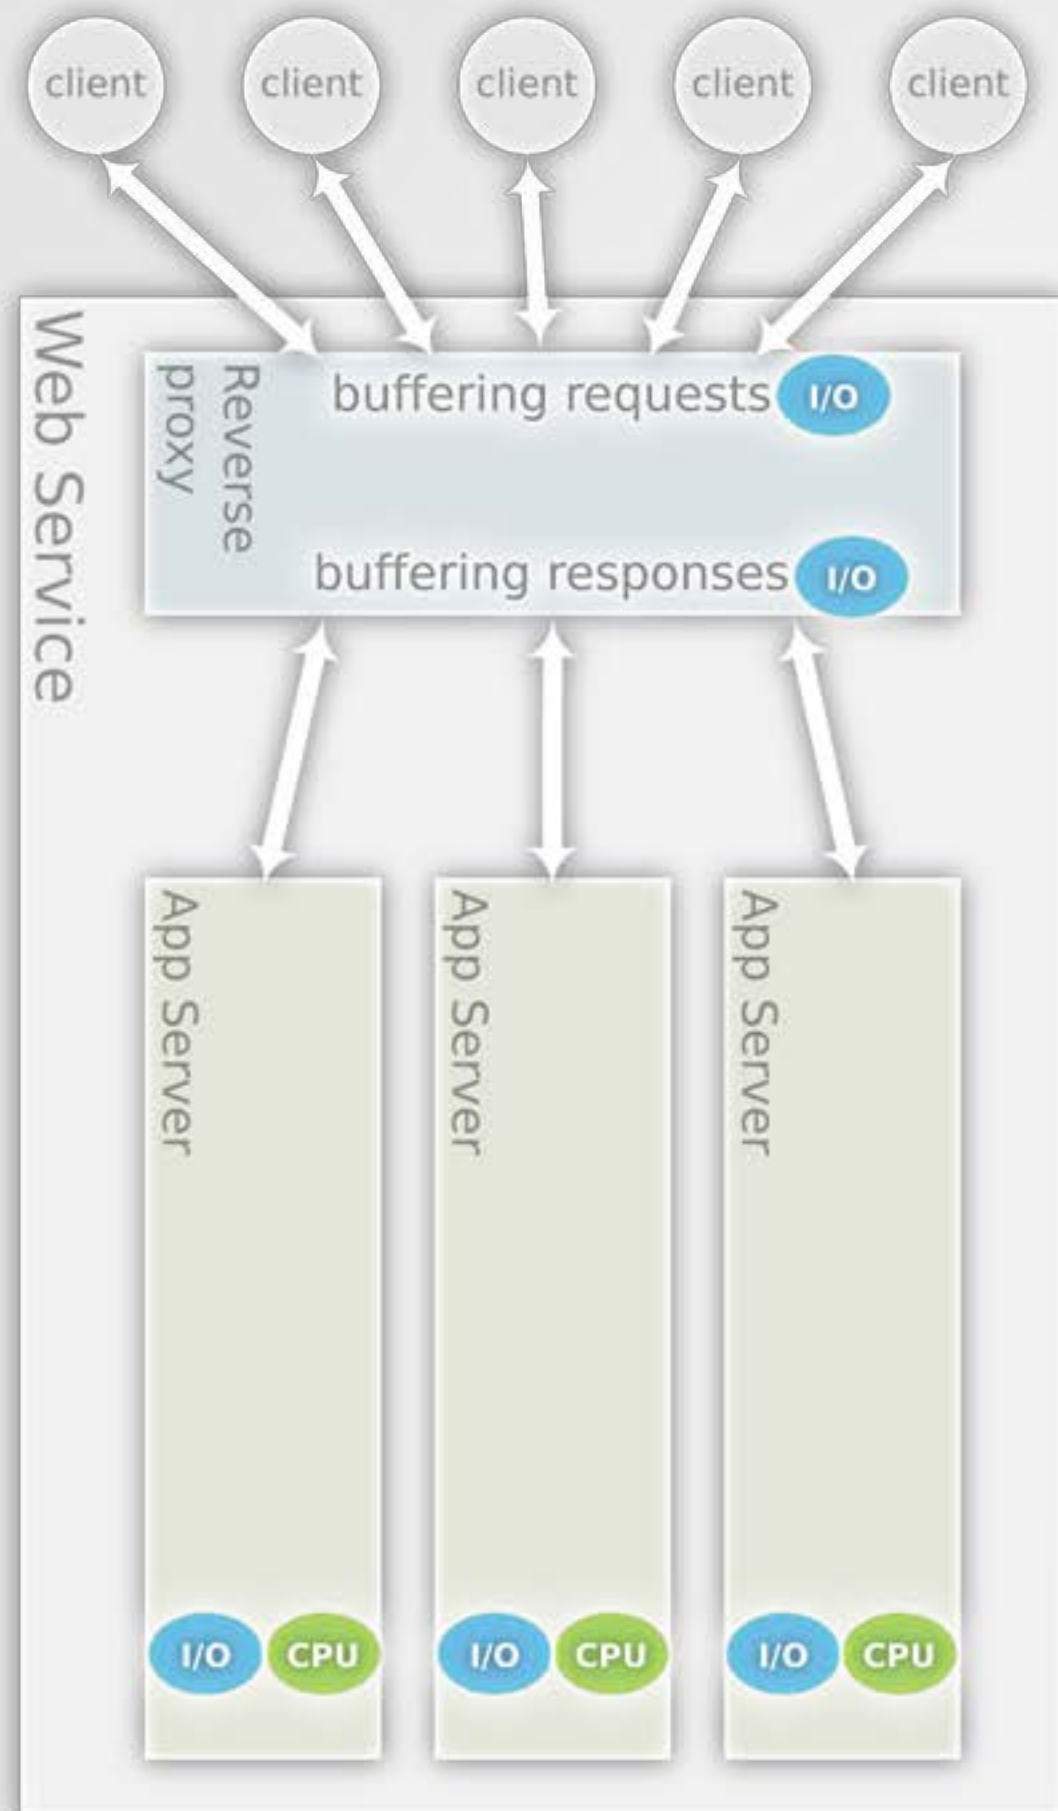 client
client
client
client
client
Web Service
Reverse
proxy
buffering requests
I/O
buffering responses
I/O
App Server
App Server
App Server
I/O
CPU
I/O
CPU
I/O
CPU